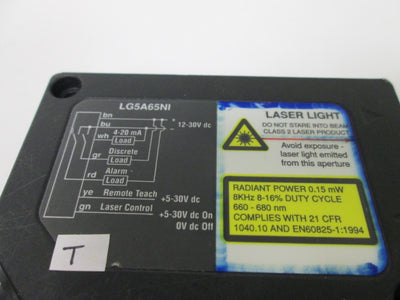 LG5A65NI
bn
bu
12-30V dc
wh
4-20 mA
Load
Discrete
gr
Load
Alarm
rd
Load
ye Remote Teach +5-30V dc
gn Laser Control +5-30V dc On
0V dc Off
T
LASER LIGHT
DO NOT STARE INTO BEAM
CLASS 2 LASER PRODUCT
Avoid exposure -
laser light emitted
from this aperture
RADIANT POWER 0.15 mW
8KHz 8-16% DUTY CYCLE
660 - 680 nm
COMPLIES WITH 21 CFR
1040.10 AND EN60825-1:1994